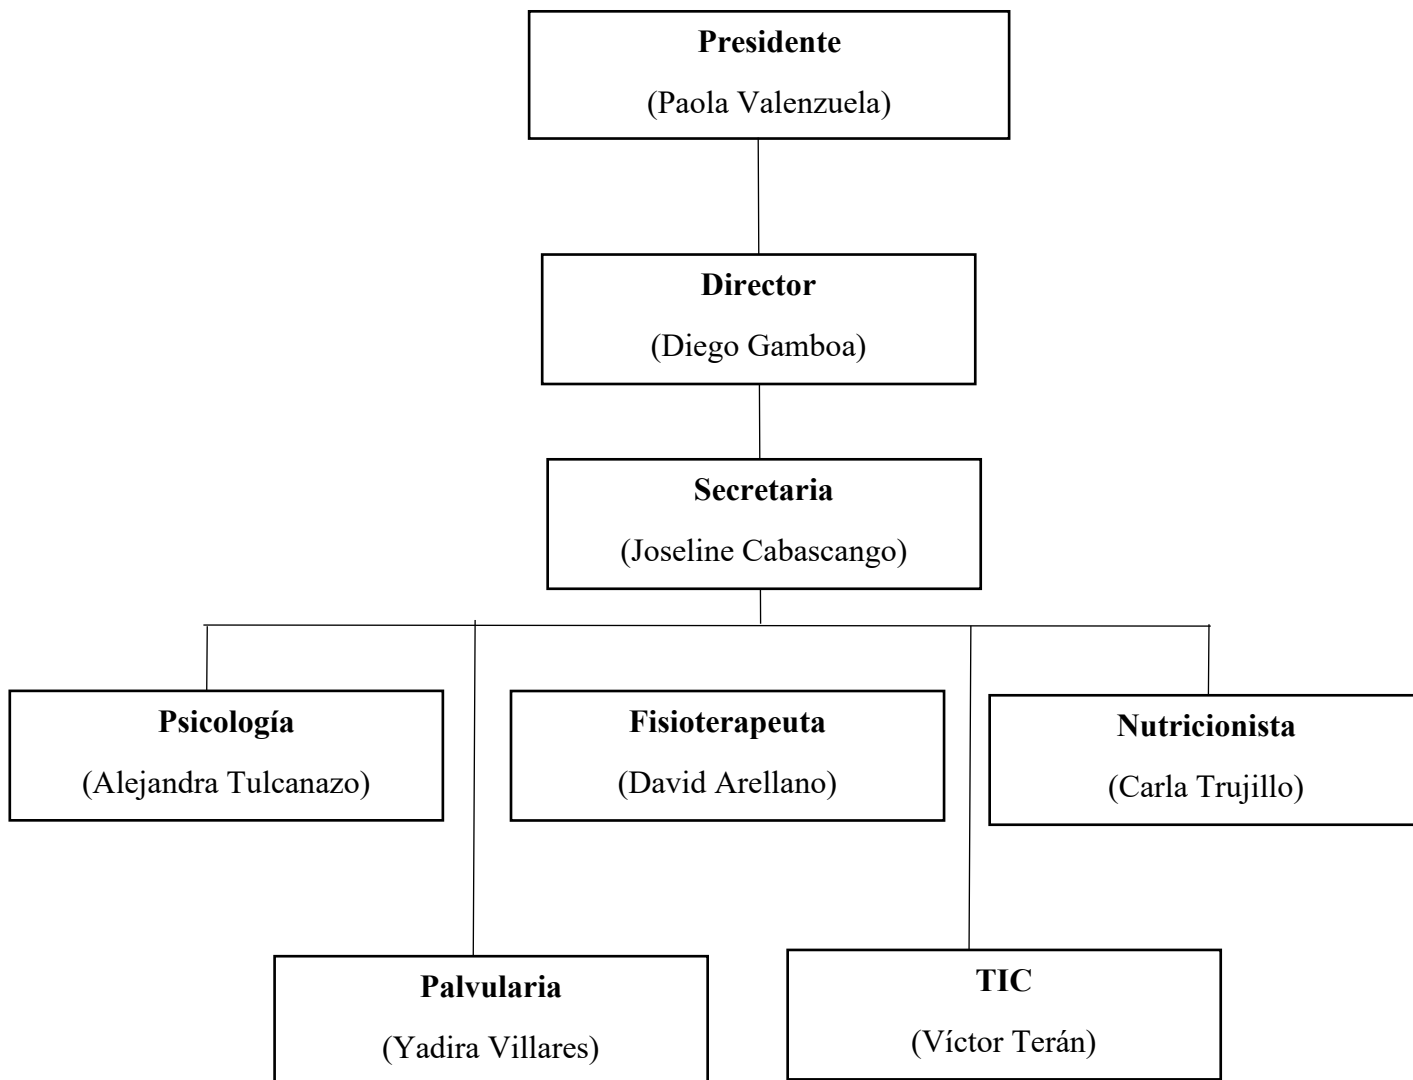 Presidente
(Paola Valenzuela)
Director
(Diego Gamboa)
Secretaria
(Joseline Cabascango)
Psicología
(Alejandra Tulcanazo)
Fisioterapeuta
(David Arellano)
Nutricionista
(Carla Trujillo)
Palvularia
(Yadira Villares)
TIC
(Víctor Terán)